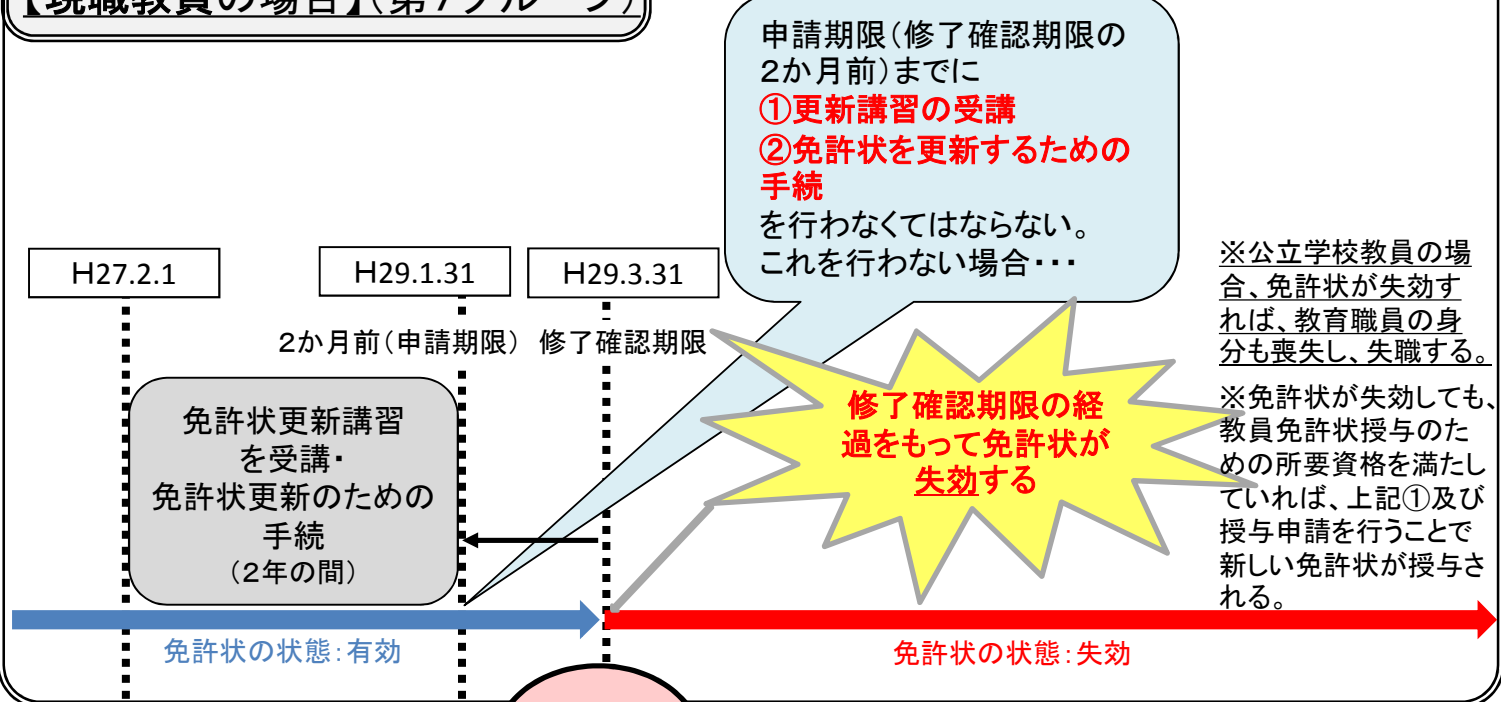 【現職教員の場合】(第7グループ)
申請期限(修了確認期限の
2か月前)までに
①更新講習の受講
②免許状を更新するための
手続
を行わなくてはならない。
これを行わない場合・・・
H27.2.1
H29.1.31
H29.3.31
2か月前(申請期限)
修了確認期限
免許状更新講習
を受講・
免許状更新のための
手続
(2年の間)
修了確認期限の経
過をもって免許状が
失効する
※公立学校教員の場
合、免許状が失効す
れば、教育職員の身
分も喪失し、失職する。
※免許状が失効しても、
教員免許状授与のた
めの所要資格を満たし
ていれば、上記①及び
授与申請を行うことで
新しい免許状が授与さ
れる。
免許状の状態:有効
免許状の状態:失効